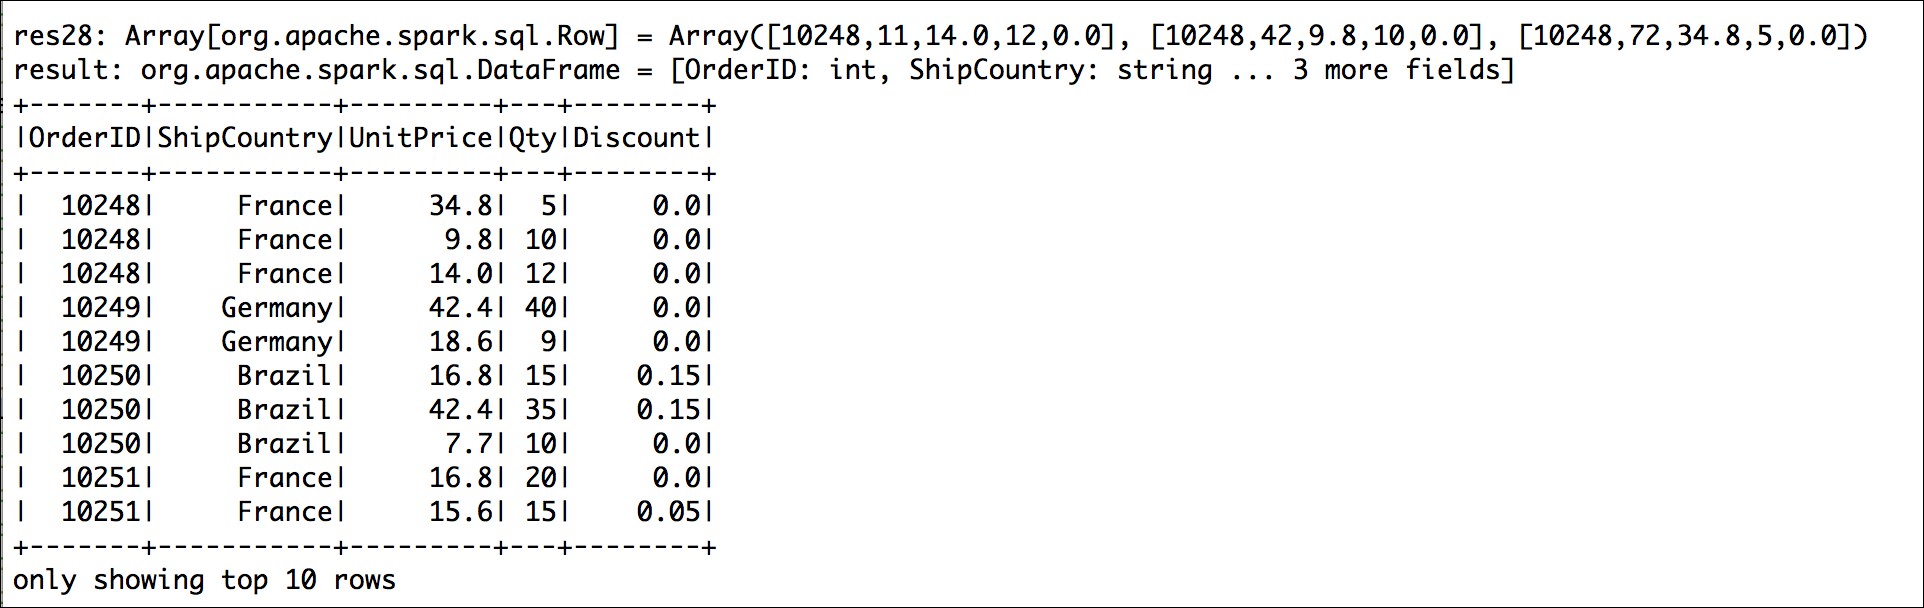 res28: Array[org.apache.spark.sql.Row] = Array([10248,11,14.0,12,0.0], [10248,42,9.8,10,0.0], [10248,72,34.8,5,0.0])
result: org.apache.spark.sql.DataFrame = [OrderID: int, ShipCountry: string ... 3 more fields]
+-------+-----------+---------+---+--------+
|OrderID|ShipCountry|UnitPrice|Qty|Discount|
+-------+-----------+---------+---+--------+
|  10248|     France|     34.8|  5|     0.0|
|  10248|     France|      9.8| 10|     0.0|
|  10248|     France|     14.0| 12|     0.0|
|  10249|    Germany|     42.4| 40|     0.0|
|  10249|    Germany|     18.6|  9|     0.0|
|  10250|     Brazil|     16.8| 15|    0.15|
|  10250|     Brazil|     42.4| 35|    0.15|
|  10250|     Brazil|      7.7| 10|     0.0|
|  10251|     France|     16.8| 20|     0.0|
|  10251|     France|     15.6| 15|    0.05|
+-------+-----------+---------+---+--------+
only showing top 10 rows